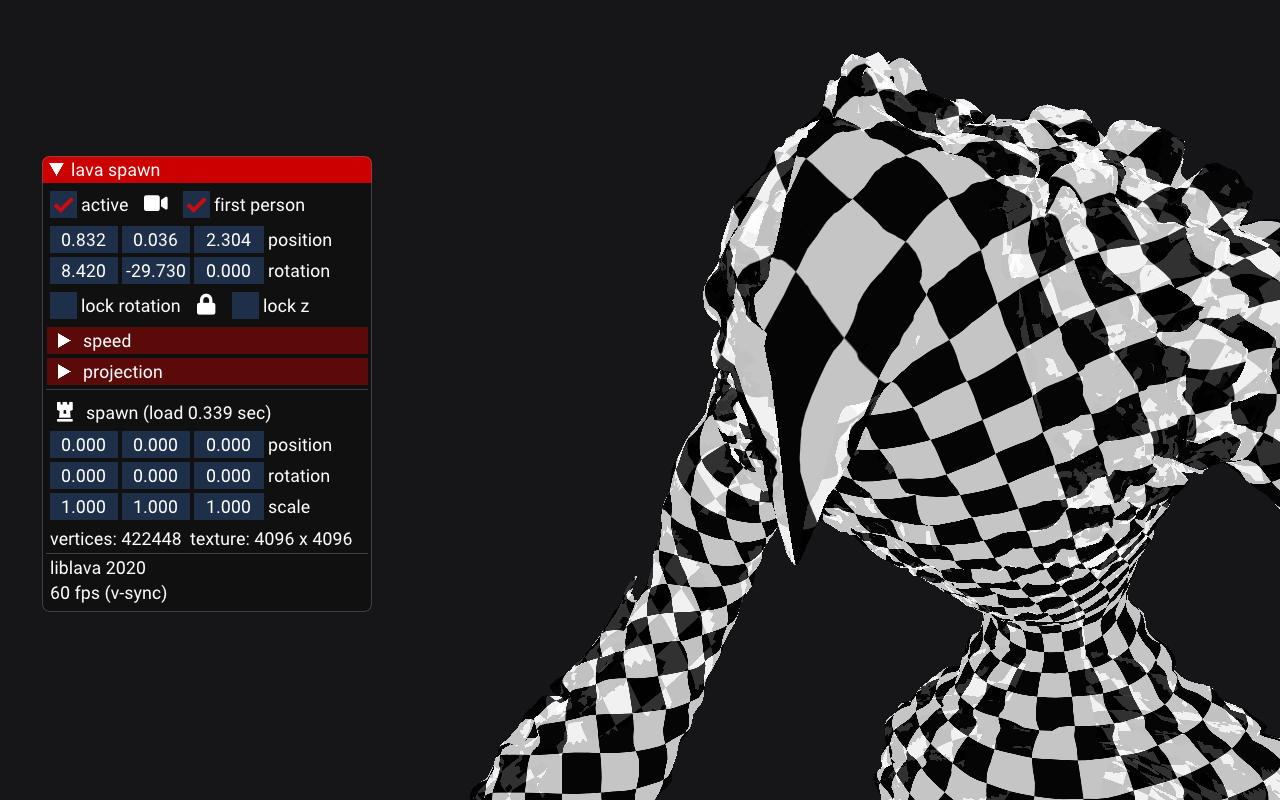 lava spawn
active first person
0.832 0.036 2.304 position
8.420 -29.730 0.000 rotation
lock rotation lock z
speed
projection
spawn (load 0.339 sec)
0.000 0.000 0.000 position
0.000 0.000 0.000 rotation
1.000 1.000 1.000 scale
vertices: 422448 texture: 4096 x 4096
liblava 2020
60 fps (v-sync)